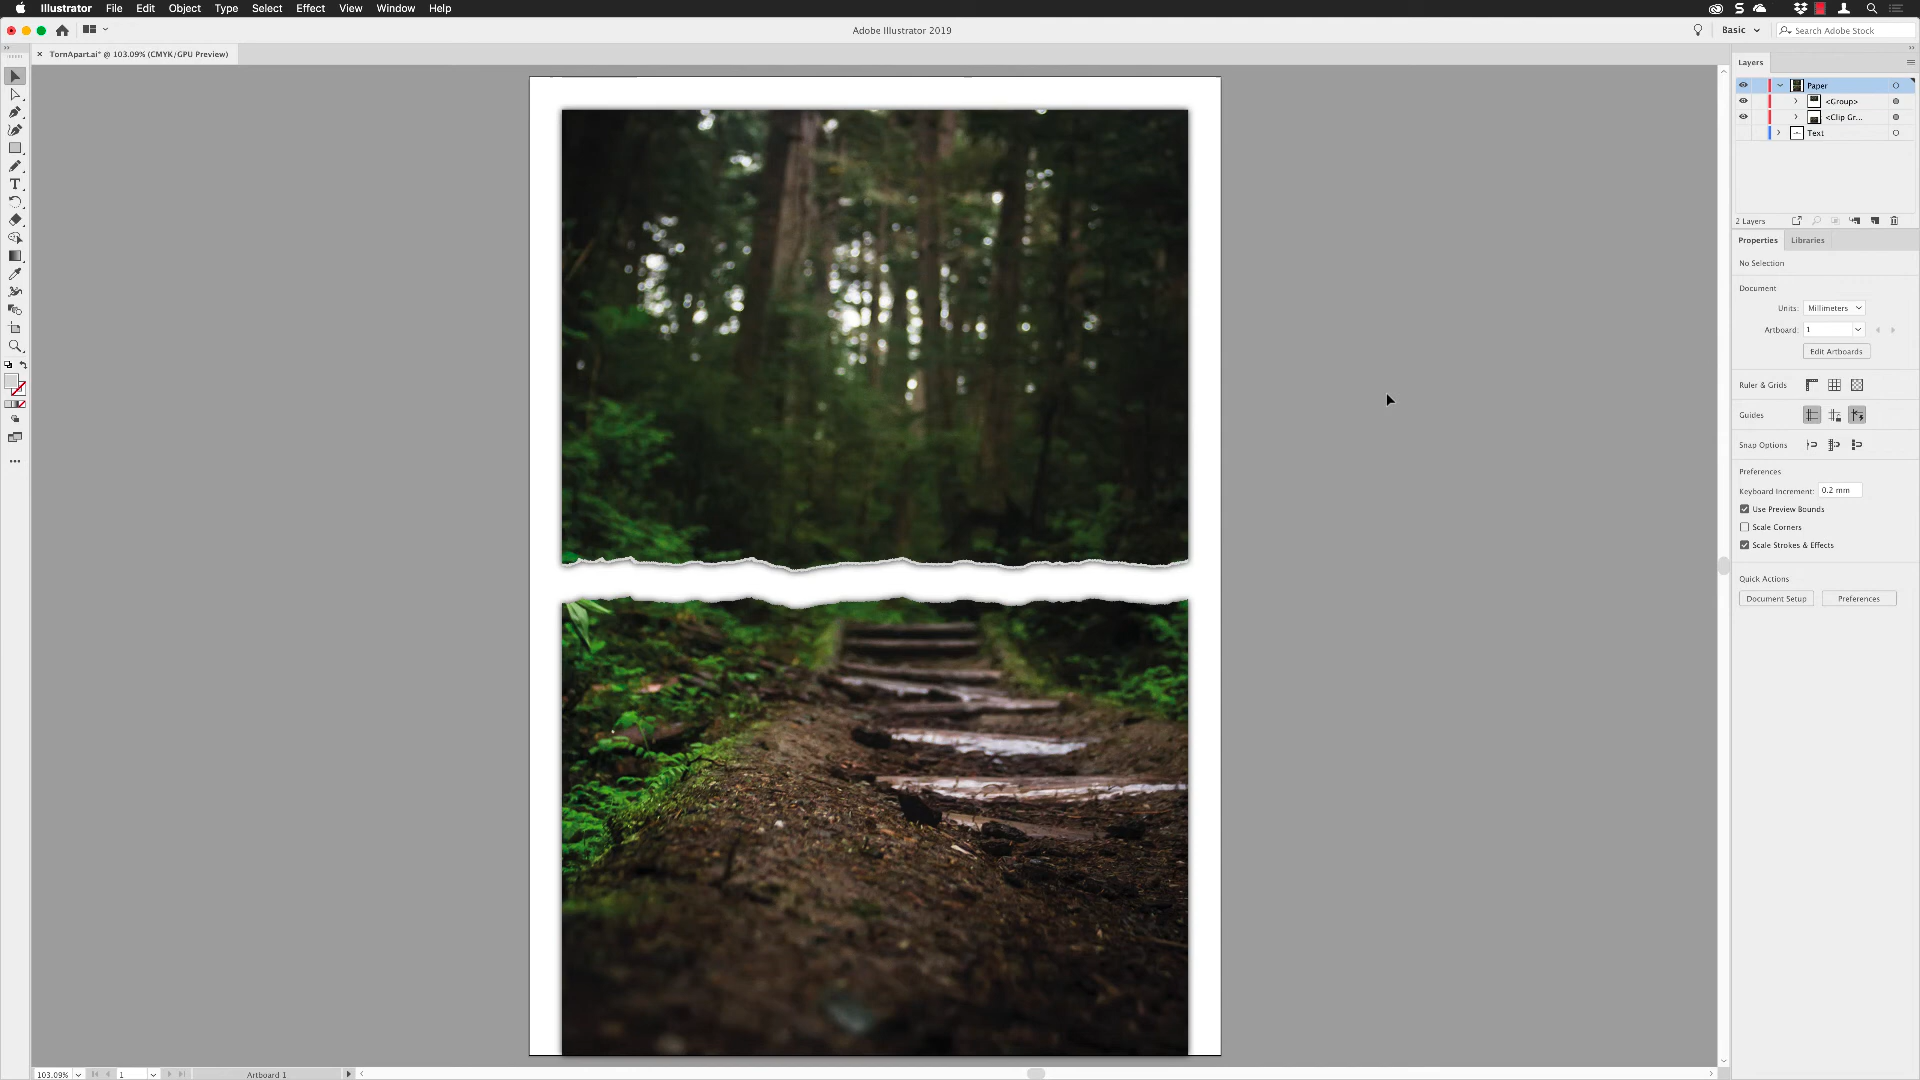 Illustrator File Edit Object Type Select Effect View Window Help
Adobe Illustrator 2019
Basic
Search Adobe Stock
TornApart.ai* @ 103.09% (CMYK/GPU Preview)
Layers
Paper
<Group>
<Clip Gr...
Text
2 Layers
Properties Libraries
No Selection
Document
Units: Millimeters
Artboard: 1
Edit Artboards
Ruler & Grids
Guides
Snap Options
Preferences
Keyboard Increment: 0.2 mm
Use Preview Bounds
Scale Corners
Scale Strokes & Effects
Quick Actions
Document Setup Preferences
103.09% 1 Artboard 1